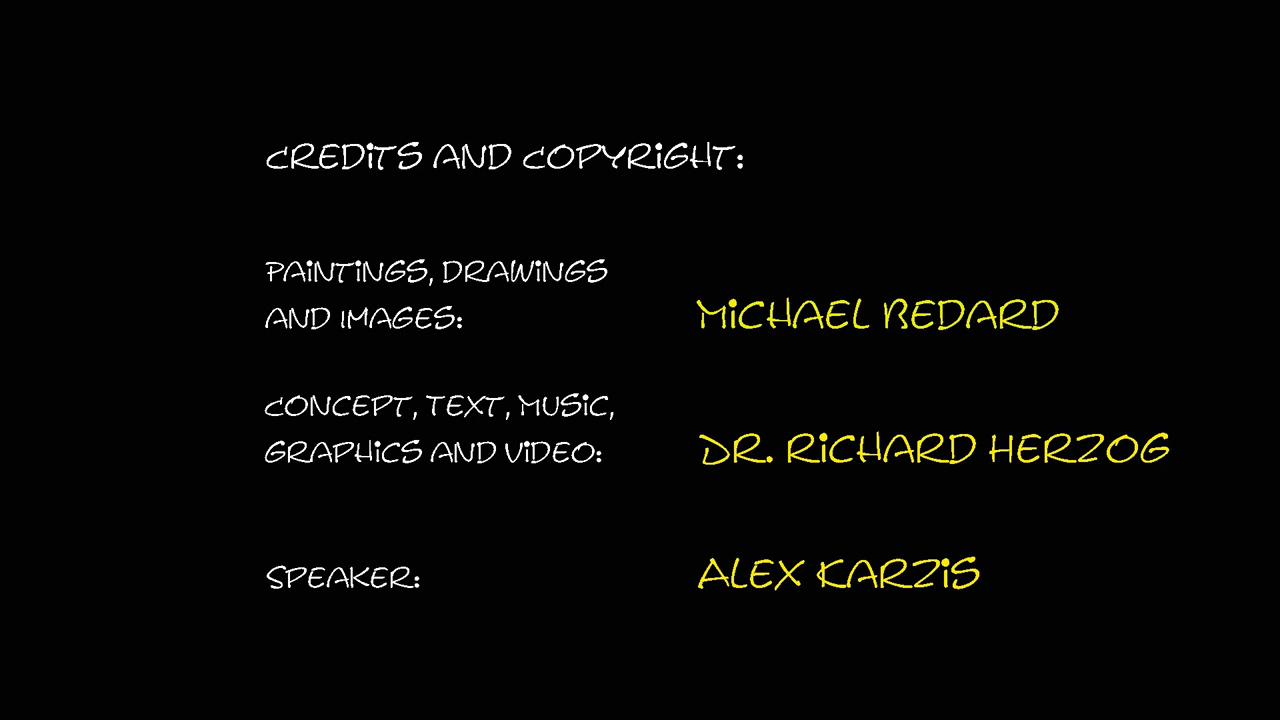 CREDITS AND COPYRIGHT:
PAINTINGS, DRAWINGS
AND IMAGES: MICHAEL BEDARD
CONCEPT, TEXT, MUSIC,
GRAPHICS AND VIDEO: DR. RICHARD HERZOG
SPEAKER: ALEX KARZIS